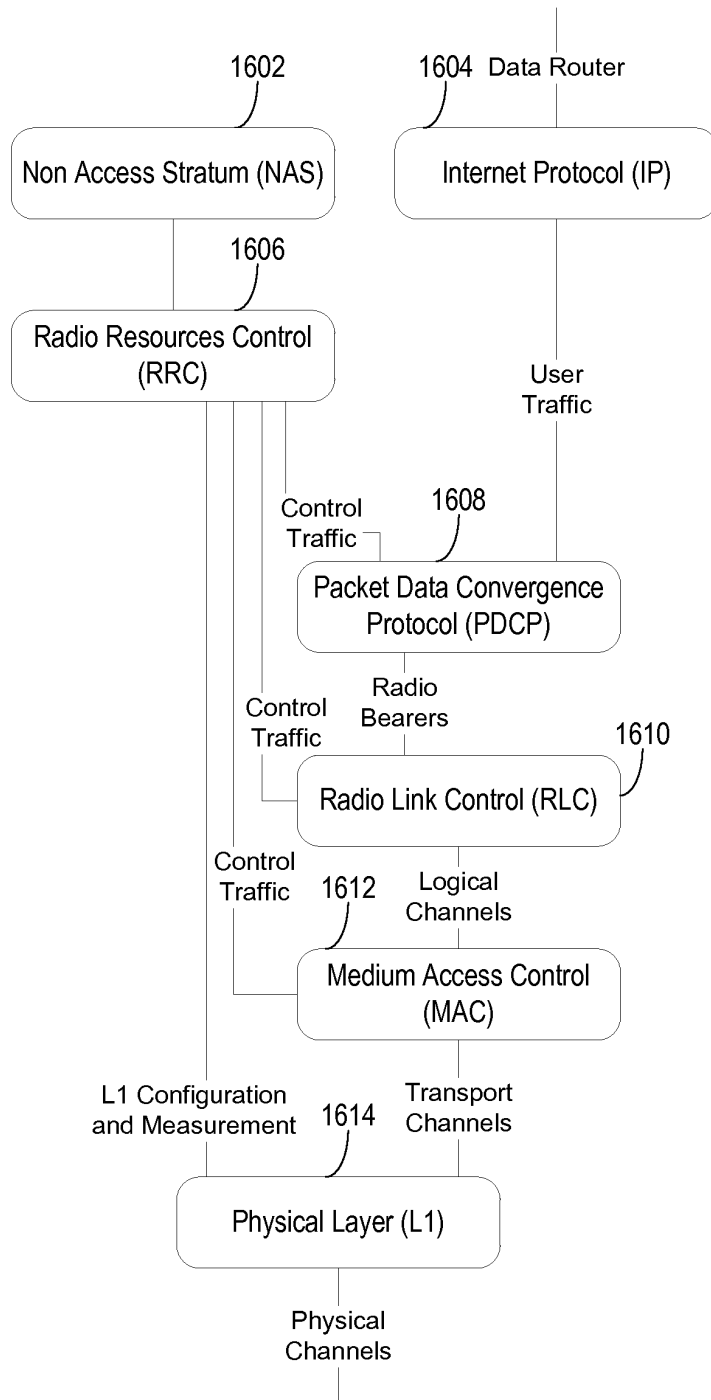 1602
1604
Data Router
Non Access Stratum (NAS)
Internet Protocol (IP)
1606
Radio Resources Control
(RRC)
User
Traffic
Control
Traffic
1608
Packet Data Convergence
Protocol (PDCP)
Radio
Bearers
Control
Traffic
1610
Radio Link Control (RLC)
Control
Traffic
1612
Logical
Channels
Medium Access Control
(MAC)
L1 Configuration
and Measurement
1614
Transport
Channels
Physical Layer (L1)
Physical
Channels